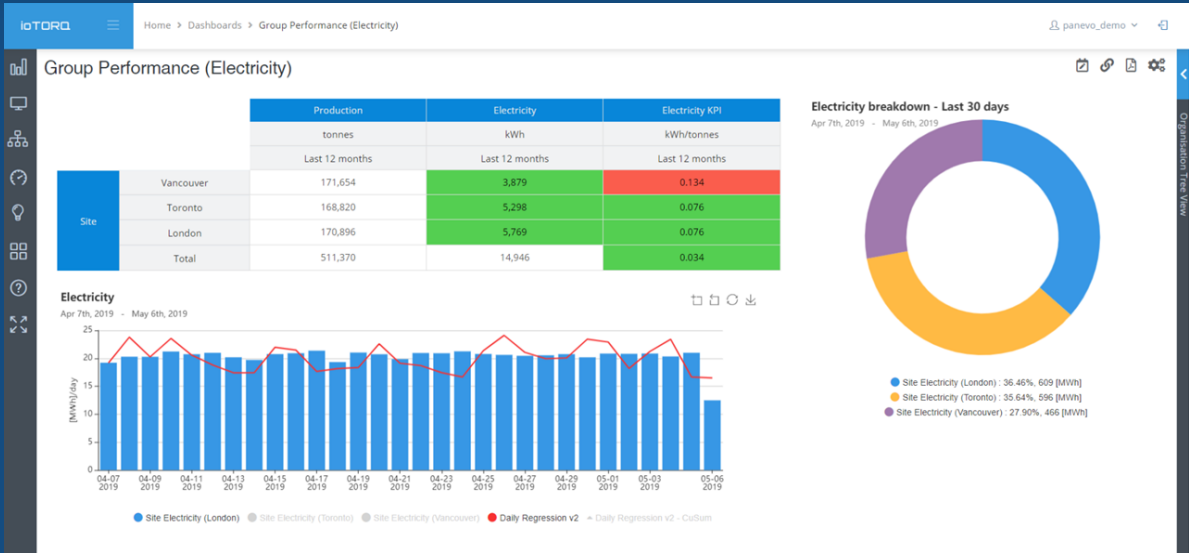 ioTORQ
Home > Dashboards > Group Performance (Electricity)
panevo_demo
Group Performance (Electricity)
Production Electricity Electricity KPI
tonnes kWh kWh/tonnes
Last 12 months Last 12 months Last 12 months
Site
Vancouver 171,654 3,879 0.134
Toronto 168,820 5,298 0.076
London 170,896 5,769 0.076
Total 511,370 14,946 0.034
Electricity
Apr 7th, 2019 - May 6th, 2019
[MWh]/day
25
20
15
10
5
0
04-07 2019
04-09 2019
04-11 2019
04-13 2019
04-15 2019
04-17 2019
04-19 2019
04-21 2019
04-23 2019
04-25 2019
04-27 2019
04-29 2019
05-01 2019
05-03 2019
05-06 2019
Site Electricity (London) Site Electricity (Toronto) Site Electricity (Vancouver) Daily Regression v2 Daily Regression v2 - CuSum
Electricity breakdown - Last 30 days
Apr 7th, 2019 - May 6th, 2019
Site Electricity (London) : 36.46%, 609 [MWh]
Site Electricity (Toronto) : 35.64%, 596 [MWh]
Site Electricity (Vancouver) : 27.90%, 466 [MWh]
Organisation Tree View